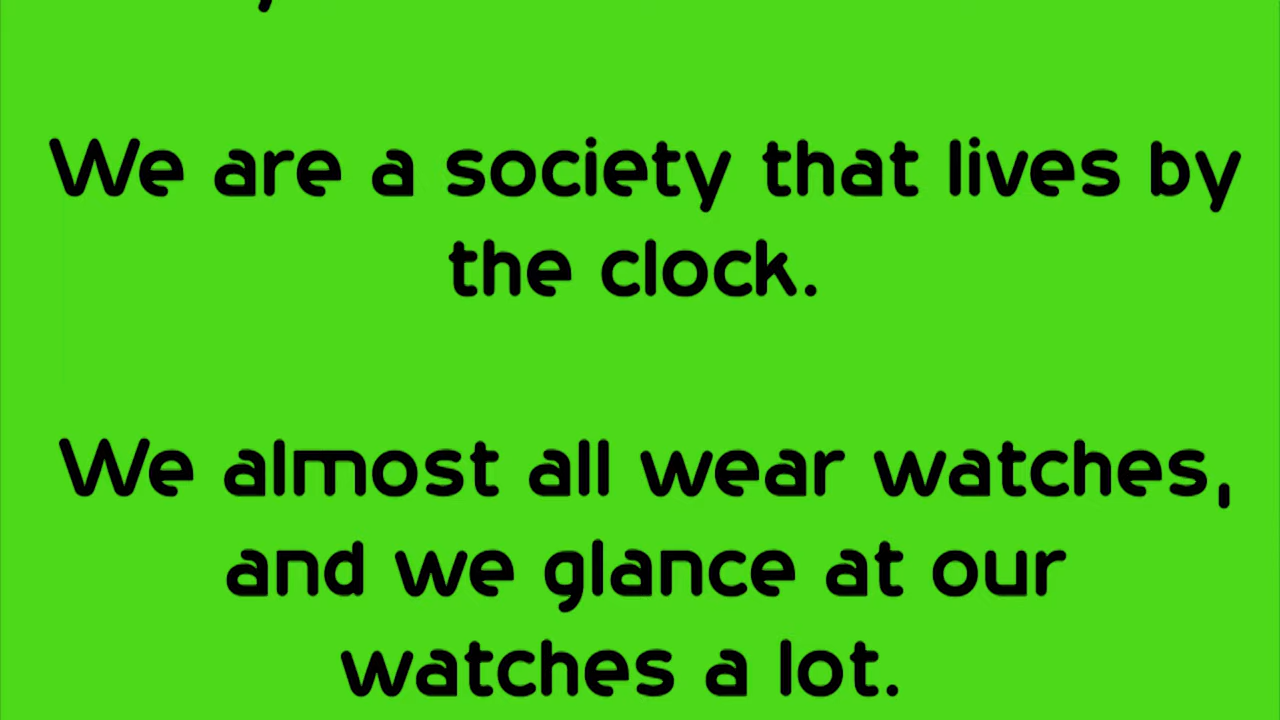 We are a society that lives by
the clock.
We almost all wear watches,
and we glance at our
watches a lot.